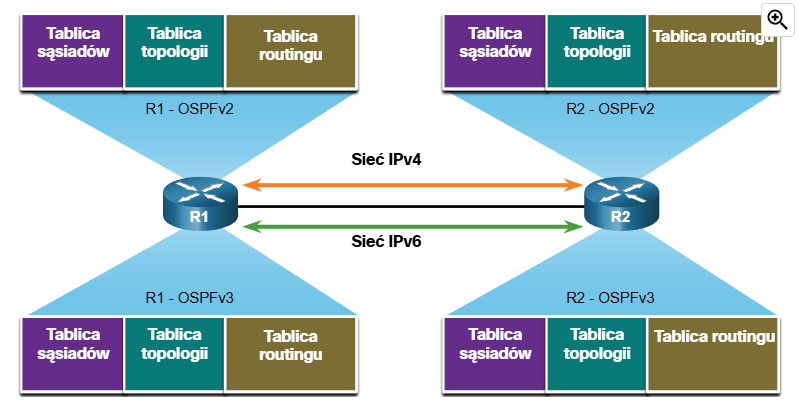 Tablica
sąsiadów
Tablica
topologii
Tablica
routingu
Tablica
sąsiadów
Tablica
topologii
Tablica routingu
R1 - OSPFv2
R2 - OSPFv2
Sieć IPv4
R1
R2
Sieć IPv6
R1 - OSPFv3
R2 - OSPFv3
Tablica
sąsiadów
Tablica
topologii
Tablica
routingu
Tablica
sąsiadów
Tablica
topologii
Tablica routingu